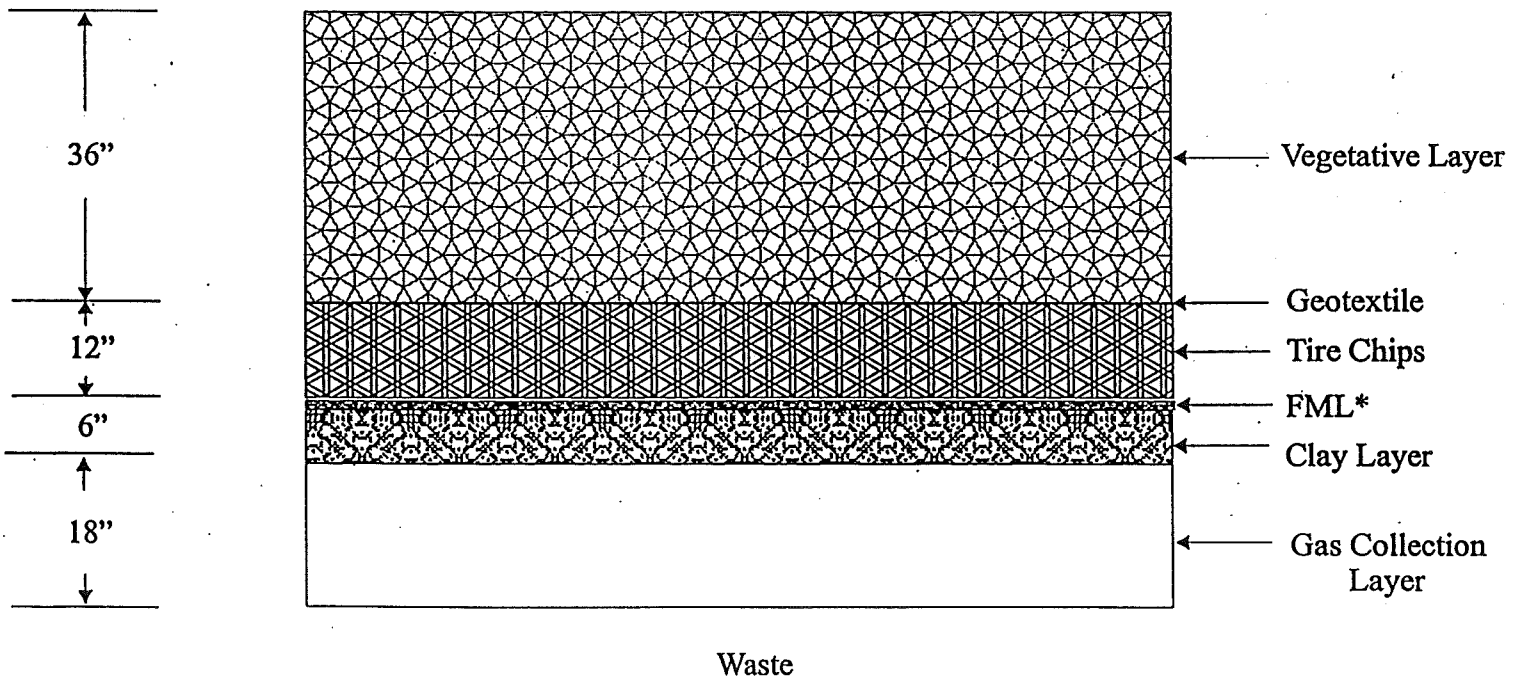 36”
Vegetative Layer
Geotextile
12”
Tire Chips
FML*
6”
Clay Layer
18”
Gas Collection
Layer
Waste